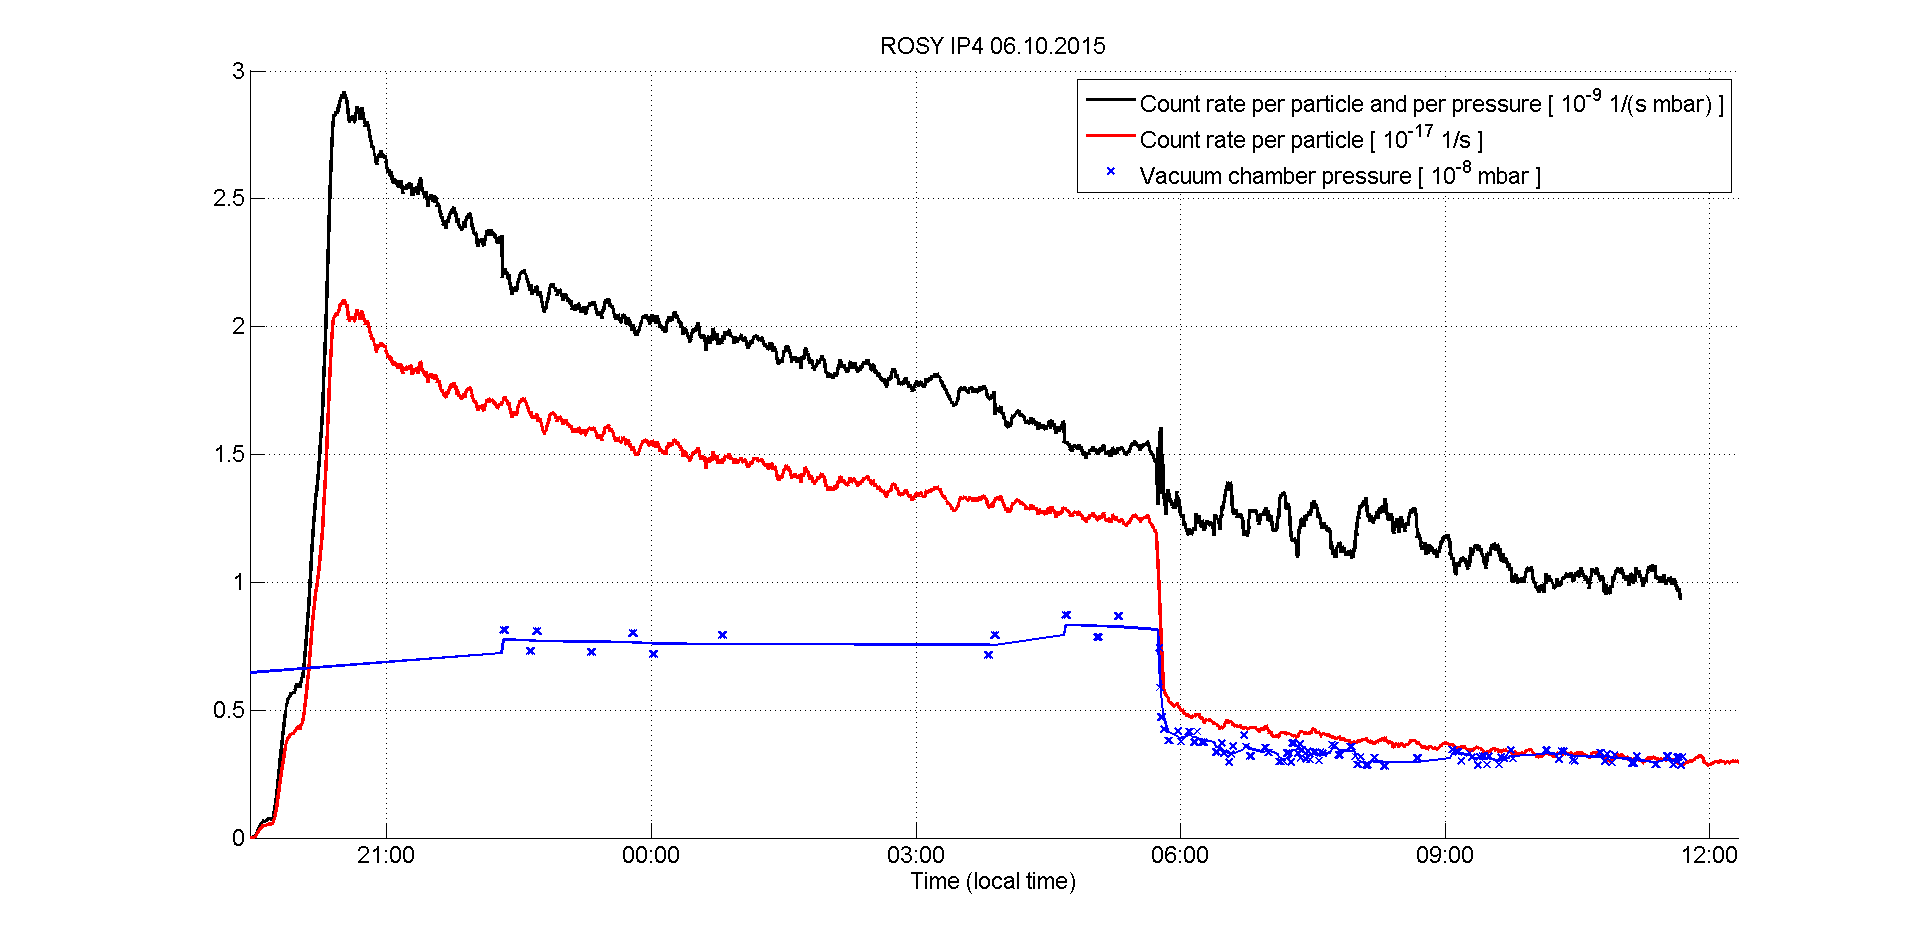 ROSY IP4 06.10.2015
Count rate per particle and per pressure [ 10⁻⁹ 1/(s mbar) ]
Count rate per particle [ 10⁻¹⁷ 1/s ]
Vacuum chamber pressure [ 10⁻⁸ mbar ]
3
2.5
2
1.5
1
0.5
0
21:00 00:00 03:00 06:00 09:00 12:00
Time (local time)